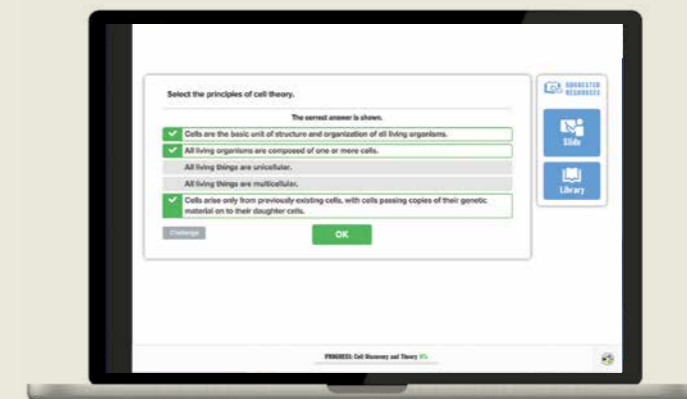 Select the principles of cell theory.
The correct answer is shown.
Cells are the basic unit of structure and organization of all living organisms.
All living organisms are composed of one or more cells.
All living things are unicellular.
All living things are multicellular.
Cells arise only from previously existing cells, with cells passing copies of their genetic
material on to their daughter cells.
Challenge
OK
SUGGESTED
RESOURCES
Slide
Library
PROGRESS: Cell Discovery and Theory 0%